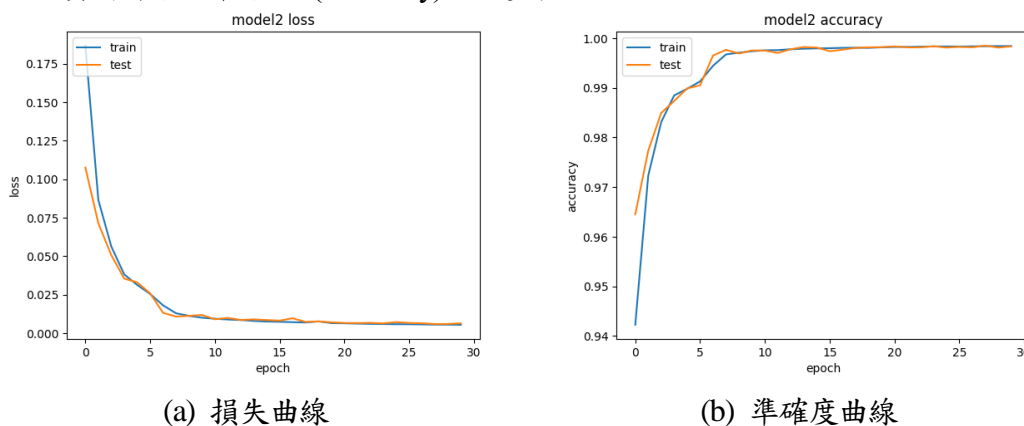 model2 loss
train
test
0.175
0.150
0.125
0.100
0.075
0.050
0.025
0.000
loss
0 5 10 15 20 25 30
epoch
(a) 損失曲線
model2 accuracy
train
test
1.00
0.99
0.98
0.97
0.96
0.95
0.94
accuracy
0 5 10 15 20 25 30
epoch
(b) 準確度曲線